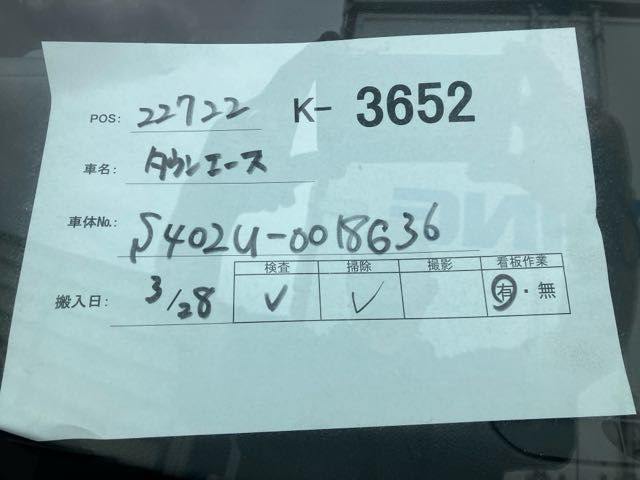 POS: 22722 K- 3652
車名: タウンエース
車体No.: S402U-0018636
搬入日: 3/28
検査 掃除 撮影 看板作業
✓ ✓ 有・無